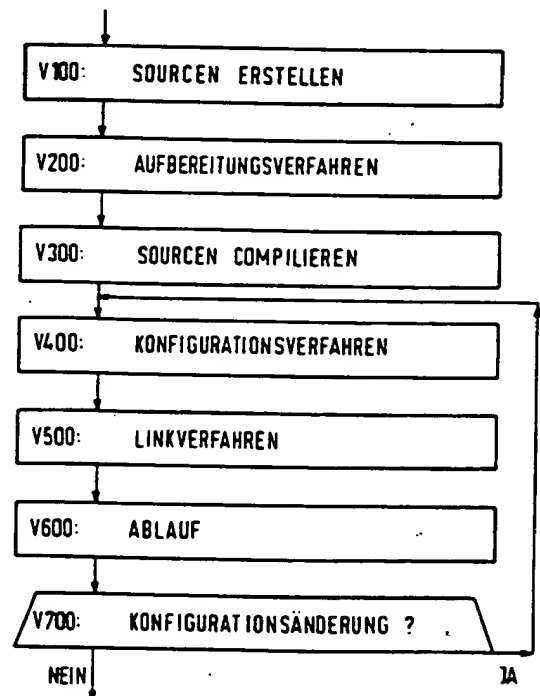 V100: SOURCEN ERSTELLEN
V200: AUFBEREITUNGSVERFAHREN
V300: SOURCEN COMPILIEREN
V400: KONFIGURATIONSVERFAHREN
V500: LINKVERFAHREN
V600: ABLAUF
V700: KONFIGURATIONSÄNDERUNG ?
NEIN JA